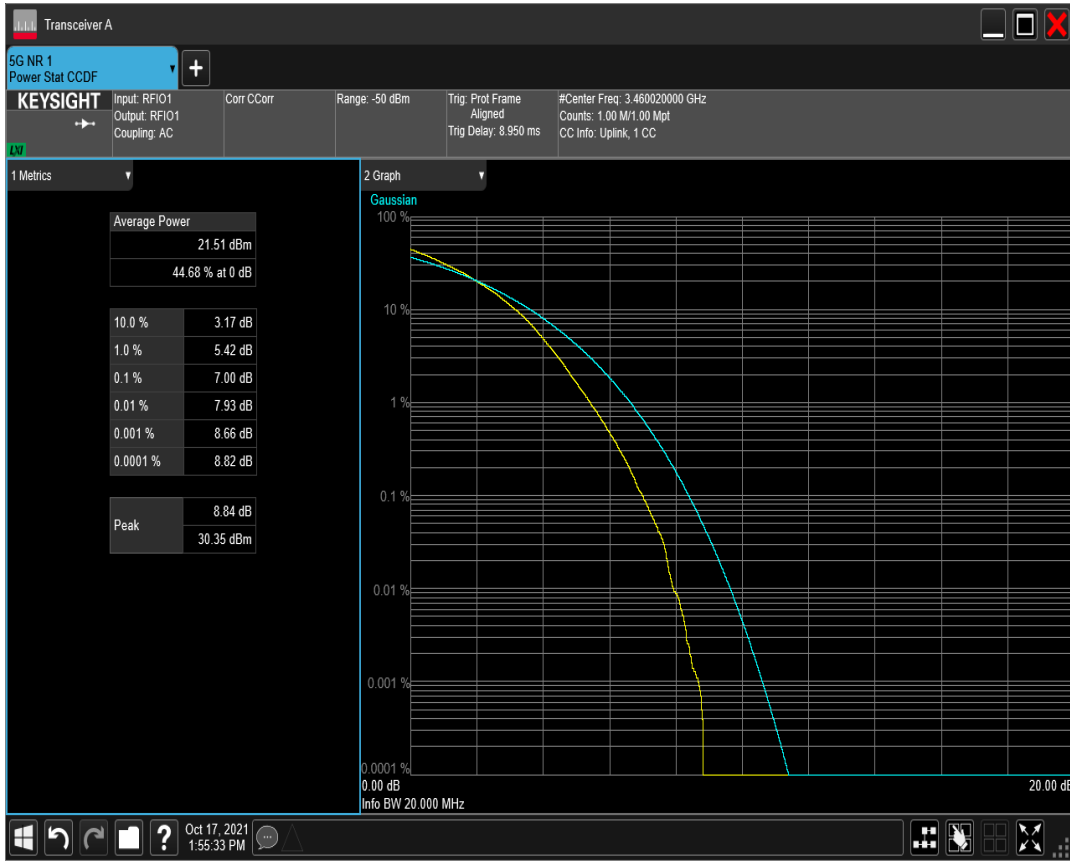 Transceiver A
5G NR 1
Power Stat CCDF
KEYSIGHT
LXI
Input: RFIO1
Output: RFIO1
Coupling: AC
Corr CCorr
Range: -50 dBm
Trig: Prot Frame
Aligned
Trig Delay: 8.950 ms
#Center Freq: 3.460020000 GHz
Counts: 1.00 M/1.00 Mpt
CC Info: Uplink, 1 CC
1 Metrics
Average Power
21.51 dBm
44.68 % at 0 dB
10.0 % 3.17 dB
1.0 % 5.42 dB
0.1 % 7.00 dB
0.01 % 7.93 dB
0.001 % 8.66 dB
0.0001 % 8.82 dB
Peak 8.84 dB
30.35 dBm
2 Graph
Gaussian
100 %
10 %
1 %
0.1 %
0.01 %
0.001 %
0.0001 %
0.00 dB 20.00 dB
Info BW 20.000 MHz
?
Oct 17, 2021
1:55:33 PM